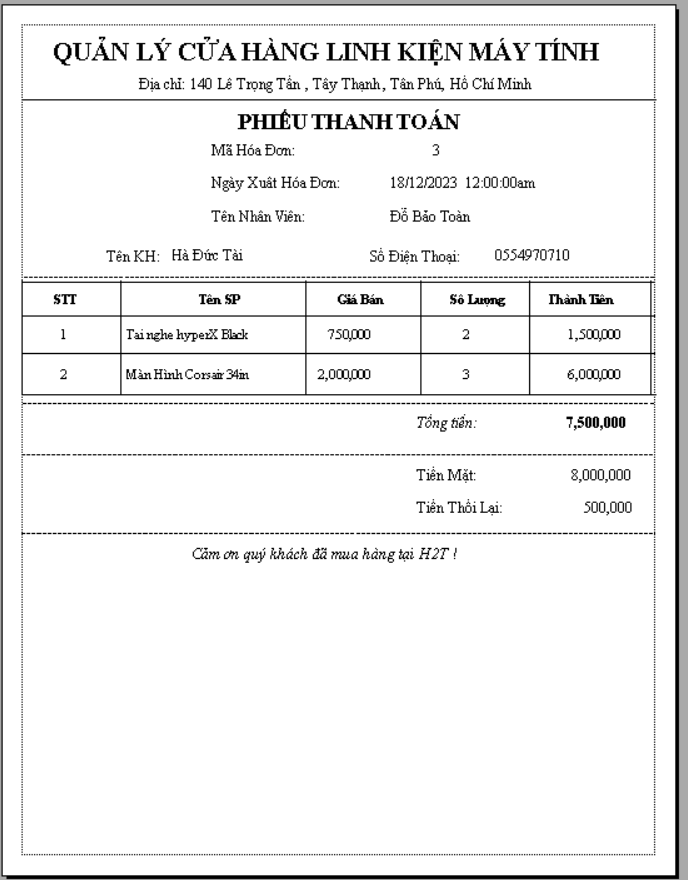 QUẢN LÝ CỬA HÀNG LINH KIỆN MÁY TÍNH
Địa chỉ: 140 Lê Trọng Tấn , Tây Thạnh, Tân Phú, Hồ Chí Minh
PHIẾU THANH TOÁN
Mã Hóa Đơn: 3
Ngày Xuất Hóa Đơn: 18/12/2023 12:00:00am
Tên Nhân Viên: Đỗ Bảo Toàn
Tên KH: Hà Đức Tài Số Điện Thoại: 0554970710
STT Tên SP Giá Bán Số Lượng Thành Tiền
1 Tai nghe hyperX Black 750,000 2 1,500,000
2 Màn Hình Corsair 34in 2,000,000 3 6,000,000
Tổng tiền: 7,500,000
Tiền Mặt: 8,000,000
Tiền Thối Lại: 500,000
Cảm ơn quý khách đã mua hàng tại H2T !